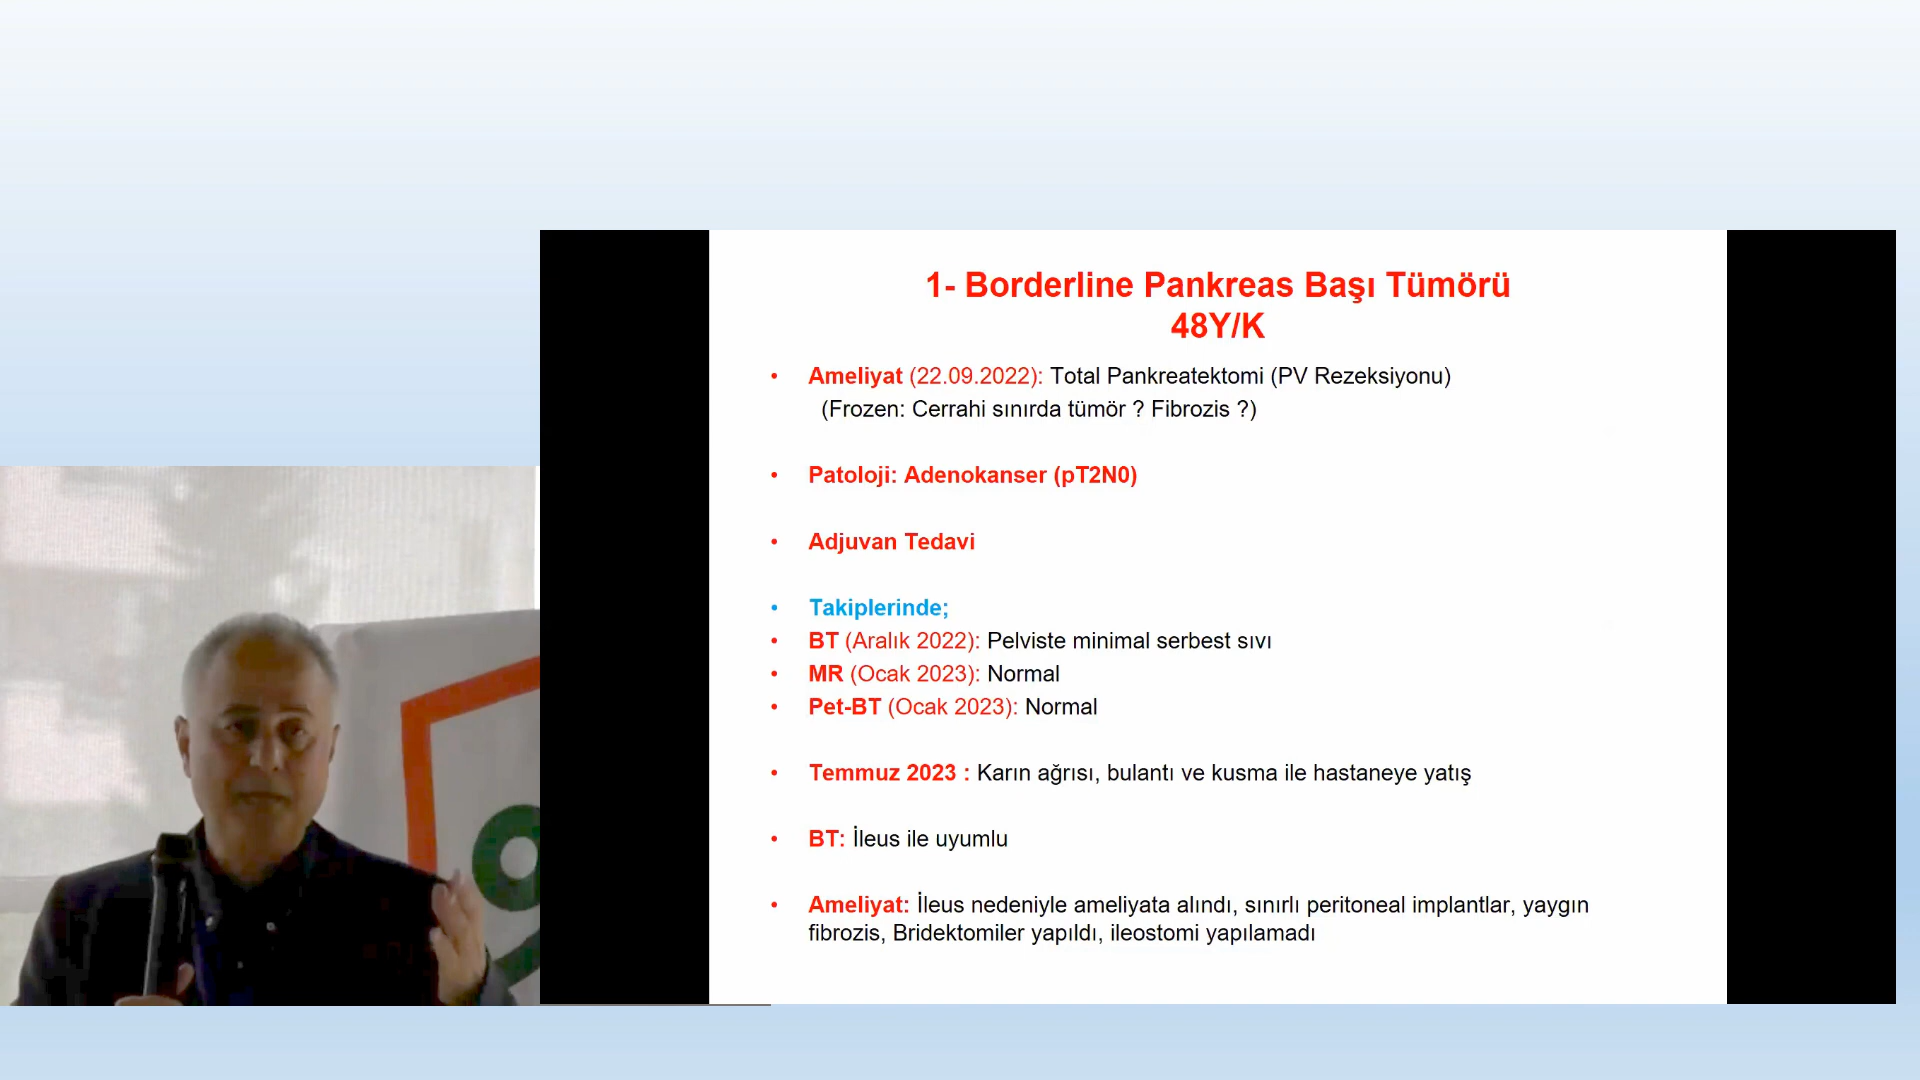 1- Borderline Pankreas Başı Tümörü
48Y/K
• Ameliyat (22.09.2022): Total Pankreatektomi (PV Rezeksiyonu)
(Frozen: Cerrahi sınırda tümör ? Fibrozis ?)
• Patoloji: Adenokanser (pT2N0)
• Adjuvan Tedavi
• Takiplerinde;
• BT (Aralık 2022): Pelviste minimal serbest sıvı
• MR (Ocak 2023): Normal
• Pet-BT (Ocak 2023): Normal
• Temmuz 2023 : Karın ağrısı, bulantı ve kusma ile hastaneye yatış
• BT: İleus ile uyumlu
• Ameliyat: İleus nedeniyle ameliyata alındı, sınırlı peritoneal implantlar, yaygın
fibrozis, Bridektomiler yapıldı, ileostomi yapılamadı